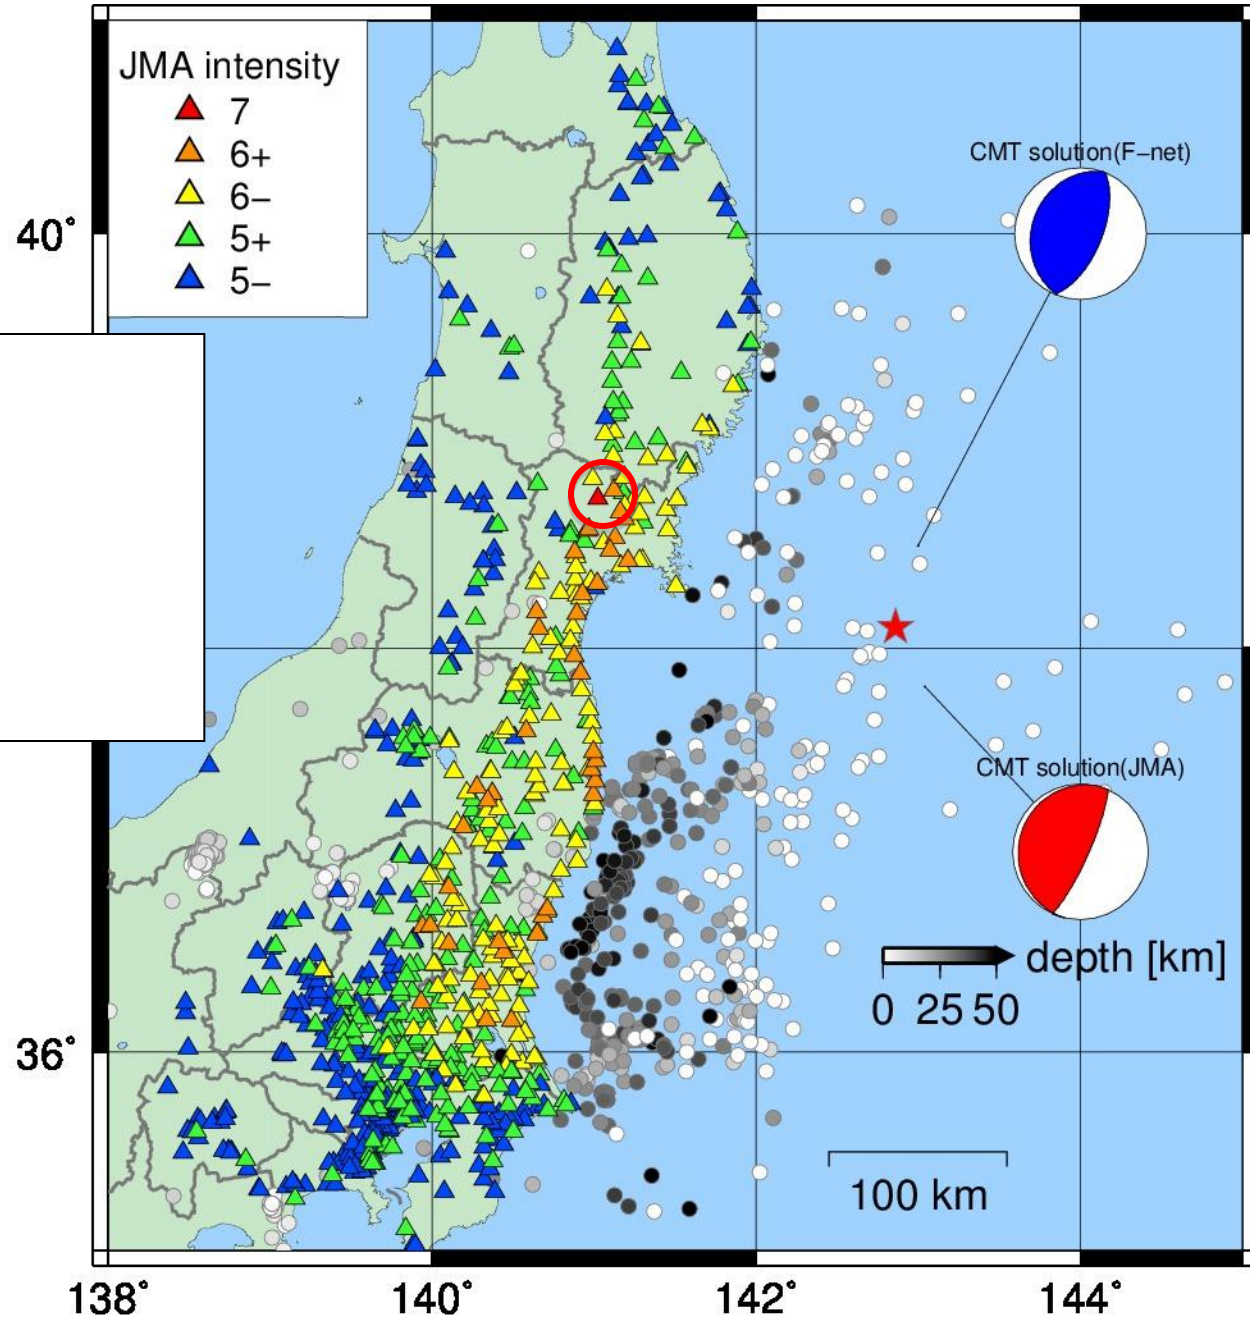 JMA intensity
7
6+
6−
5+
5−
CMT solution(F−net)
40°
CMT solution(JMA)
depth [km]
0 25 50
36°
100 km
138° 140° 142° 144°